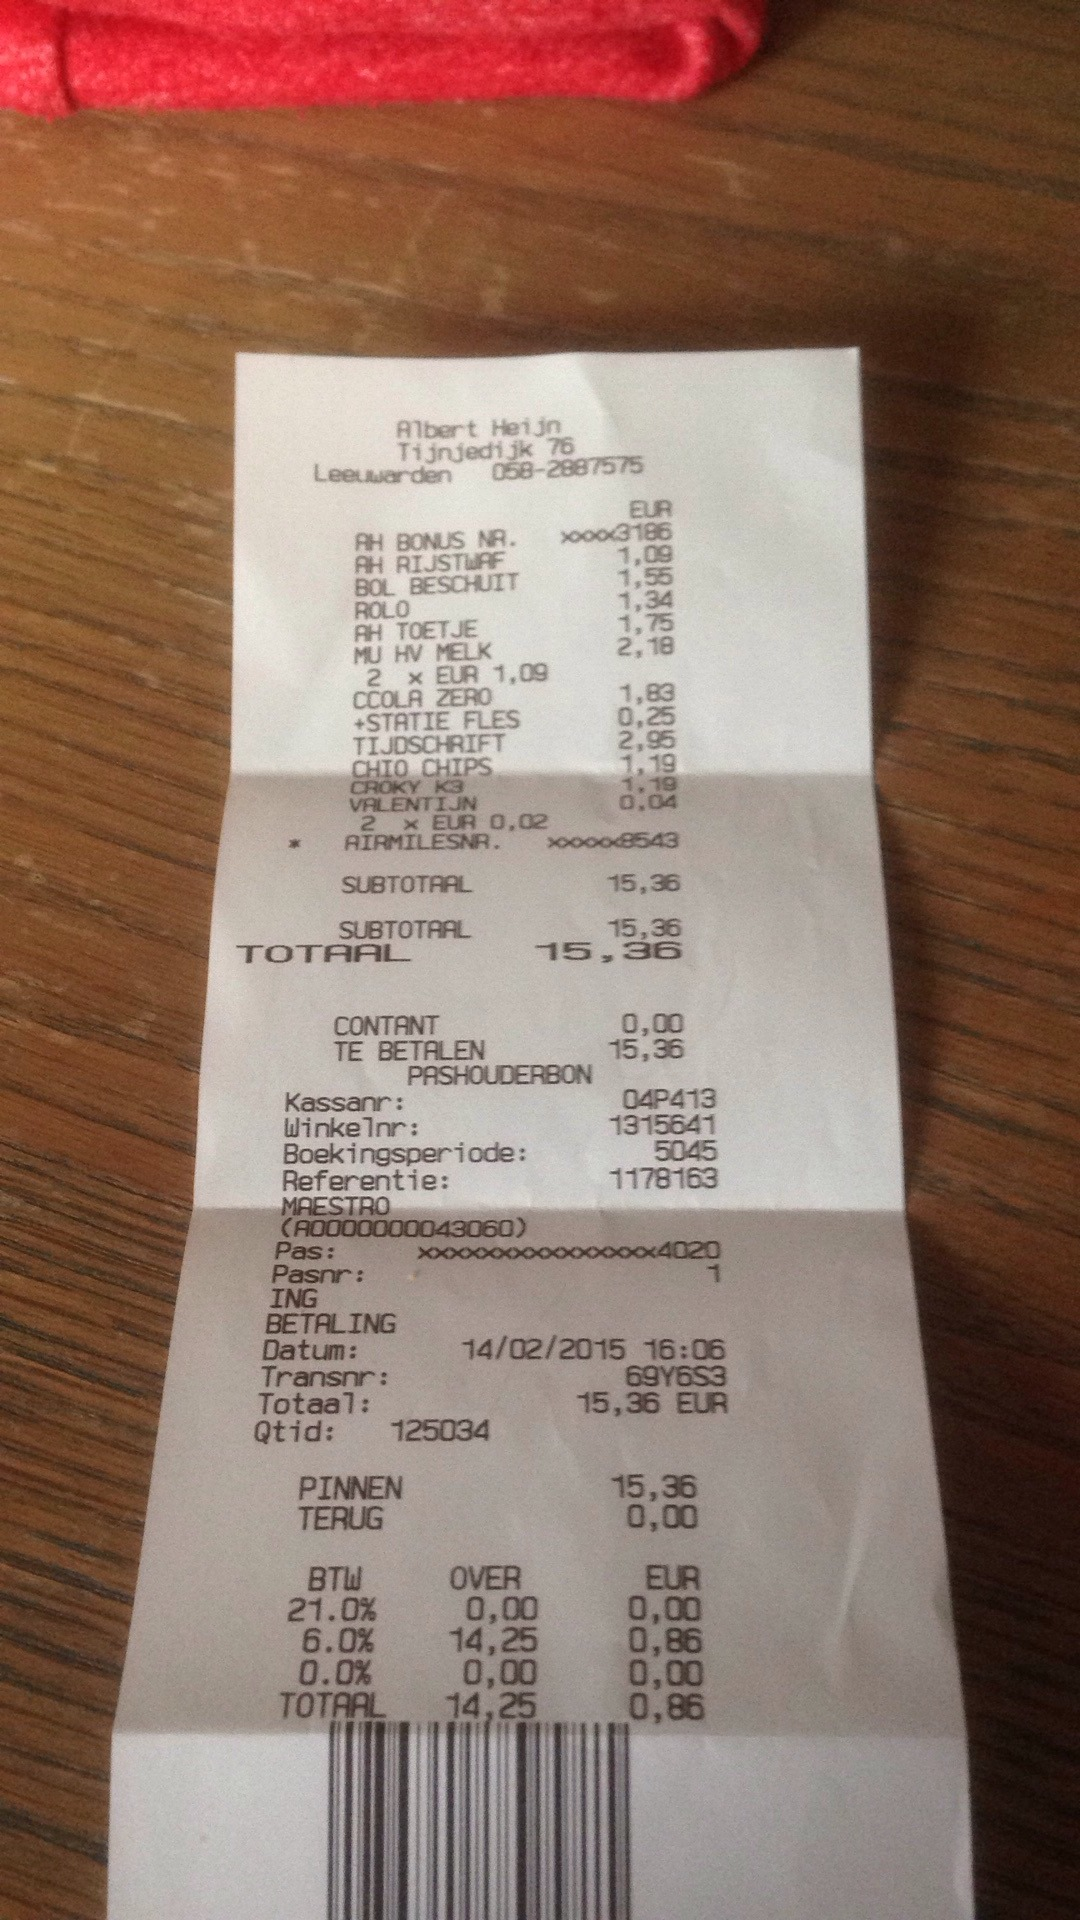 Albert Heijn
Tijnjedijk 76
Leeuwarden 058-2887575
EUR
AH BONUS NR. xxxx3186
AH RIJSTWAF 1,09
BOL BESCHUIT 1,55
ROLO 1,34
AH TOETJE 1,75
MU HV MELK 2,18
2 x EUR 1,09
CCOLA ZERO 1,83
+STATIE FLES 0,25
TIJDSCHRIFT 2,95
CHIO CHIPS 1,19
CROKY K3 1,19
VALENTIJN 0,04
2 x EUR 0,02
* AIRMILESNR. xxxxx8543
SUBTOTAAL 15,36
SUBTOTAAL 15,36
TOTAAL 15,36
CONTANT 0,00
TE BETALEN 15,36
PASHOUDERBON
Kassanr: 04P413
Winkelnr: 1315641
Boekingsperiode: 5045
Referentie: 1178163
MAESTRO
(A0000000043060)
Pas: xxxxxxxxxxxxxxx4020
Pasnr: 1
ING
BETALING
Datum: 14/02/2015 16:06
Transnr: 69Y6S3
Totaal: 15,36 EUR
Qtid: 125034
PINNEN 15,36
TERUG 0,00
BTW OVER EUR
21.0% 0,00 0,00
6.0% 14,25 0,86
0.0% 0,00 0,00
TOTAAL 14,25 0,86